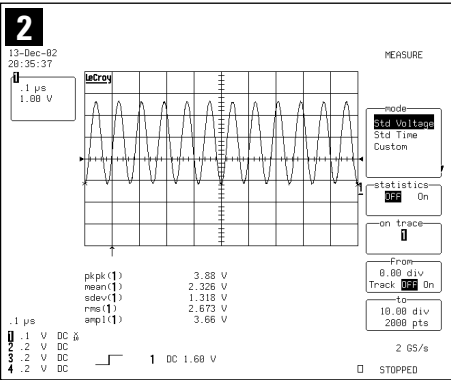 2
13-Dec-02
20:35:37
MEASURE
1
.1 µs
1.00 V
LeCroy
mode
Std Voltage
Std Time
Custom
1
statistics
OFF On
on trace
1
From
0.00 div
Track OFF On
to
10.00 div
2000 pts
pkpk(1) 3.88 V
mean(1) 2.326 V
sdev(1) 1.318 V
rms(1) 2.673 V
ampl(1) 3.66 V
.1 µs
1 .1 V DC X10
2 .2 V DC
3 .2 V DC
4 .2 V DC
1 DC 1.60 V
2 GS/s
STOPPED